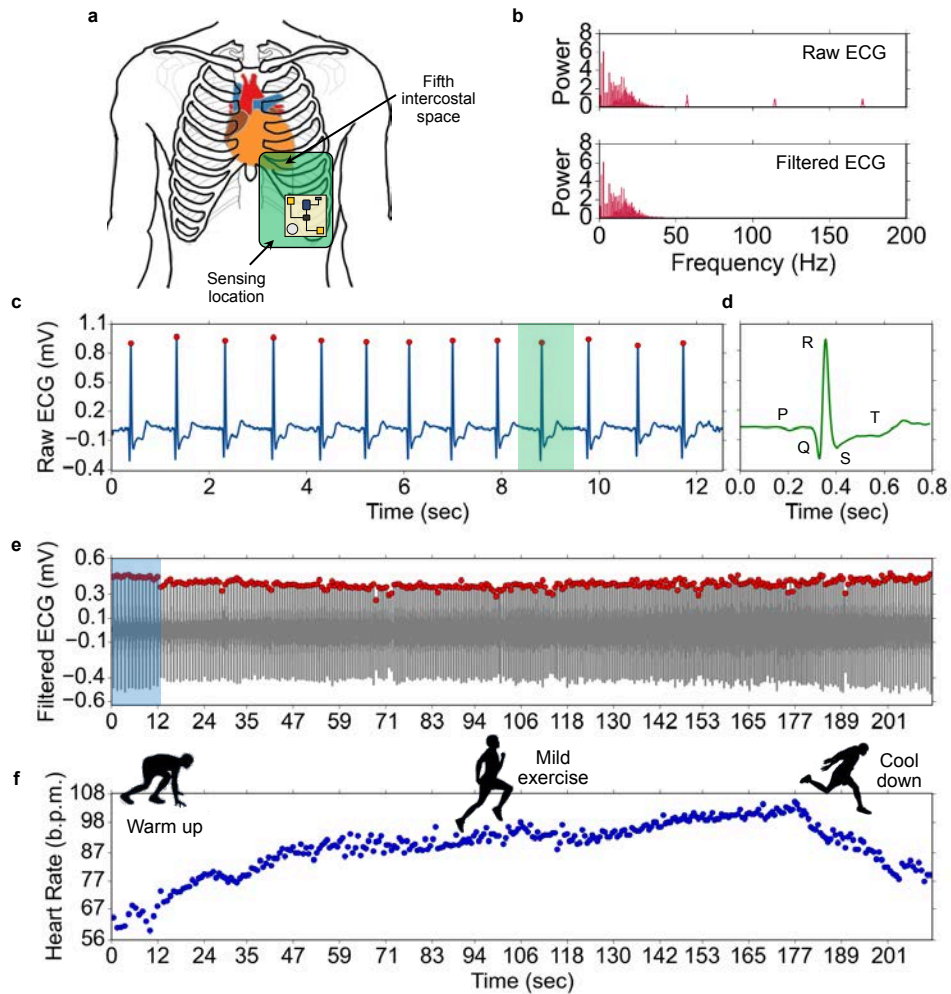 a
Fifth
intercostal
space
Sensing
location
b
8
6
4
2
0
Power
Raw ECG
8
6
4
2
0
Power
Filtered ECG
0 50 100 150 200
Frequency (Hz)
c
1.1
0.8
0.5
0.2
−0.1
−0.4
Raw ECG (mV)
0 2 4 6 8 10 12
Time (sec)
d
R
P
Q
S
T
0.0 0.2 0.4 0.6 0.8
Time (sec)
e
0.6
0.3
0.1
−0.1
−0.4
−0.6
Filtered ECG (mV)
0 12 24 35 47 59 71 83 94 106 118 130 142 153 165 177 189 201
f
Warm up
Mild
exercise
Cool
down
108
98
87
77
67
56
Heart Rate (b.p.m.)
0 12 24 35 47 59 71 83 94 106 118 130 142 153 165 177 189 201
Time (sec)